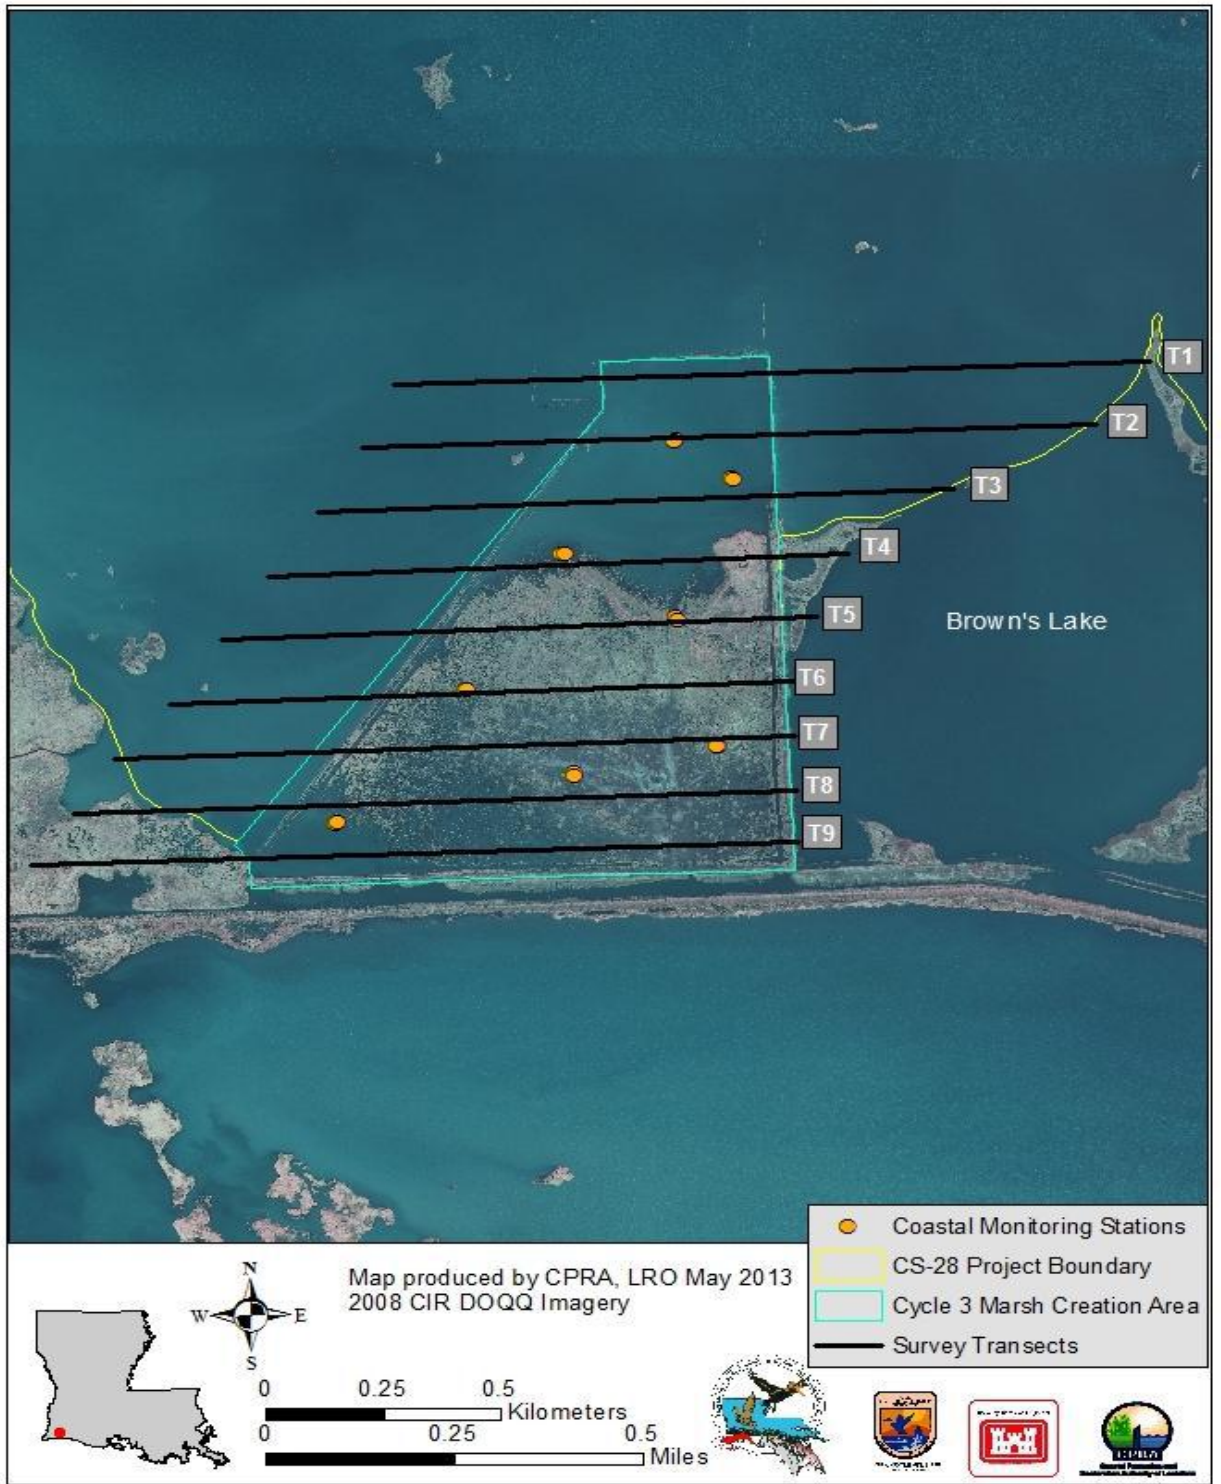 T1
T2
T3
T4
T5
Brown's Lake
T6
T7
T8
T9
Coastal Monitoring Stations
CS-28 Project Boundary
Cycle 3 Marsh Creation Area
Survey Transects
Map produced by CPRA, LRO May 2013
2008 CIR DOQQ Imagery
N
W E
S
0 0.25 0.5
Kilometers
0 0.25 0.5
Miles
CPRA